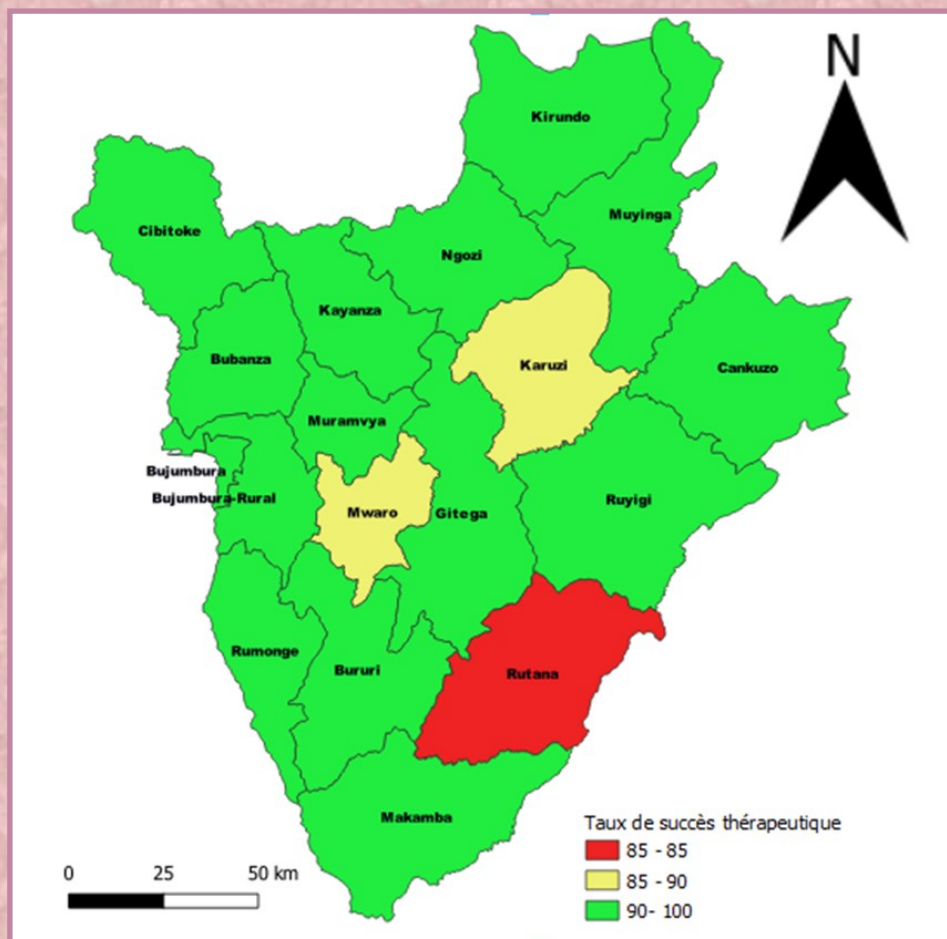 N
Kirundo
Muyinga
Cibitoke
Ngozi
Kayanza
Bubanza
Karuzi
Cankuzo
Muramvya
Bujumbura
Bujumbura-Rural
Ruyigi
Mwaro
Gitega
Rumonge
Bururi
Rutana
Makamba
Taux de succès thérapeutique
85 - 85
85 - 90
90- 100
0 25 50 km